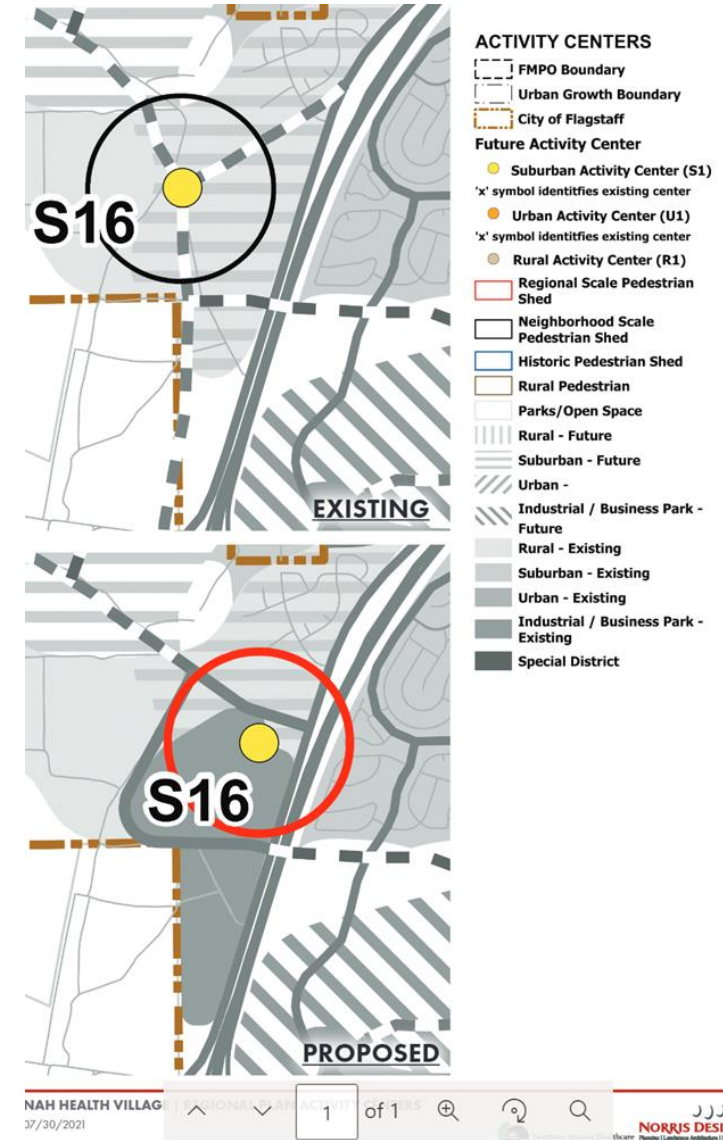 S16
EXISTING
ACTIVITY CENTERS
FMPO Boundary
Urban Growth Boundary
City of Flagstaff
Future Activity Center
Suburban Activity Center (S1)
'x' symbol identitfies existing center
Urban Activity Center (U1)
'x' symbol identitfies existing center
Rural Activity Center (R1)
Regional Scale Pedestrian
Shed
Neighborhood Scale
Pedestrian Shed
Historic Pedestrian Shed
Rural Pedestrian
Parks/Open Space
Rural - Future
Suburban - Future
Urban -
Industrial / Business Park -
Future
Rural - Existing
Suburban - Existing
Urban - Existing
Industrial / Business Park -
Existing
Special District
S16
PROPOSED
NAH HEALTH VILLAGE | REGIONAL PLAN ACTIVITY CENTERS
07/30/2021
1 of 1
NORRIS DESI